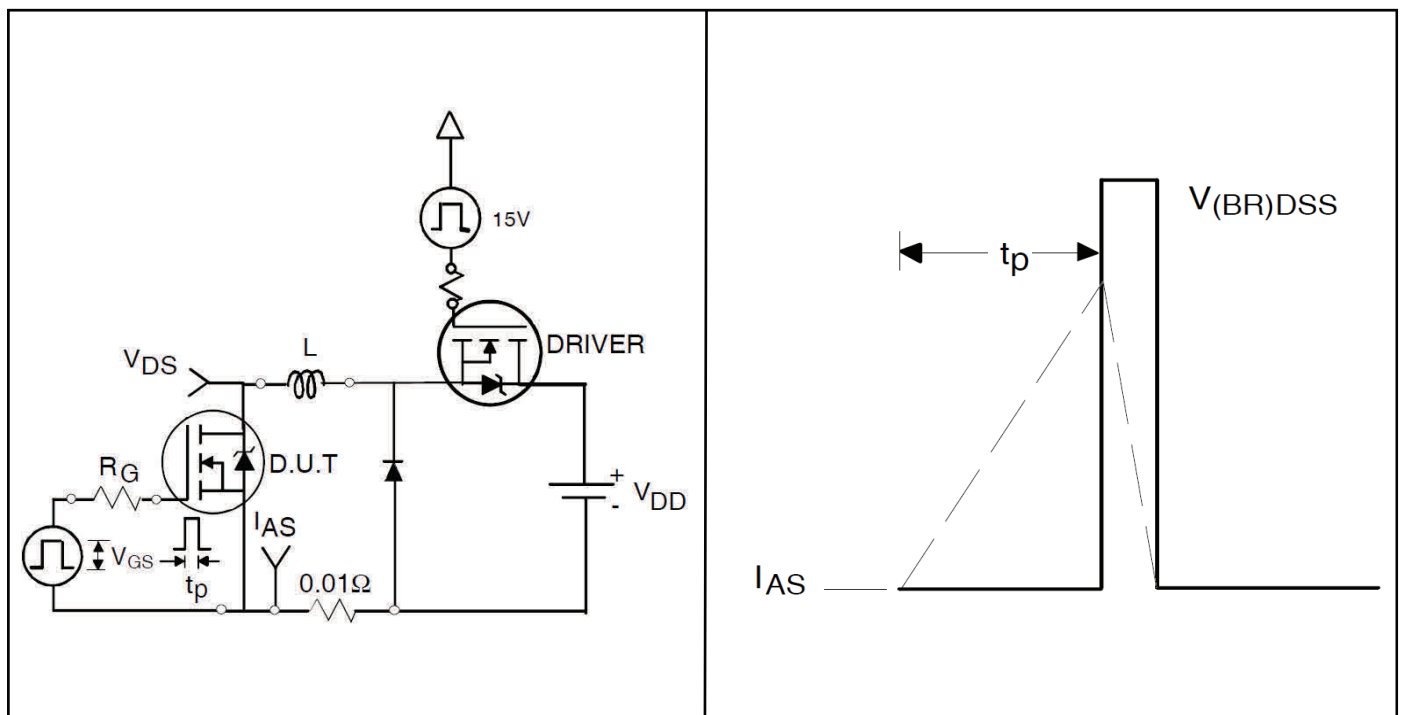 15V
DRIVER
L
VDS
D.U.T
RG
+
VDD
-
IAS
VGS
tp
0.01Ω
V(BR)DSS
tp
IAS